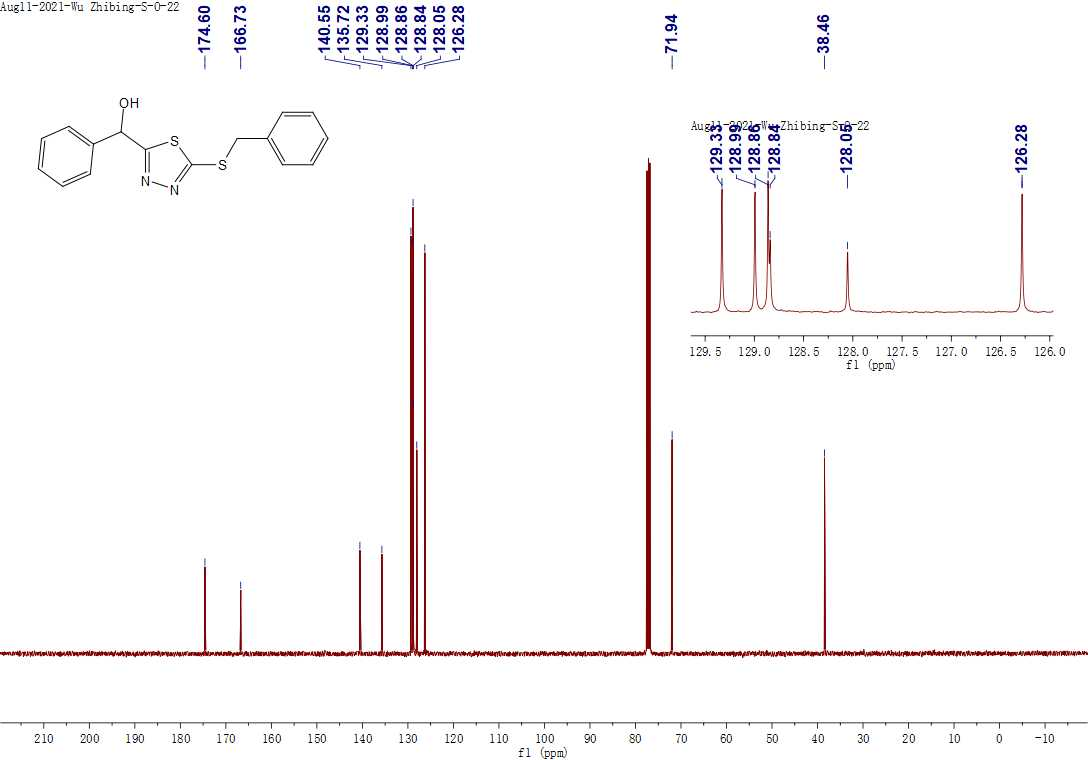 Aug11-2021-Wu Zhibing-S-O-22
174.60
166.73
140.55
135.72
129.33
128.99
128.86
128.84
128.05
126.28
71.94
38.46
OH
S
S
N
N
Aug11-2021-Wu Zhibing-S-O-22
129.33
128.99
128.86
128.84
128.05
126.28
129.5 129.0 128.5 128.0 127.5 127.0 126.5 126.0
f1 (ppm)
210 200 190 180 170 160 150 140 130 120 110 100 90 80 70 60 50 40 30 20 10 0 -10
f1 (ppm)